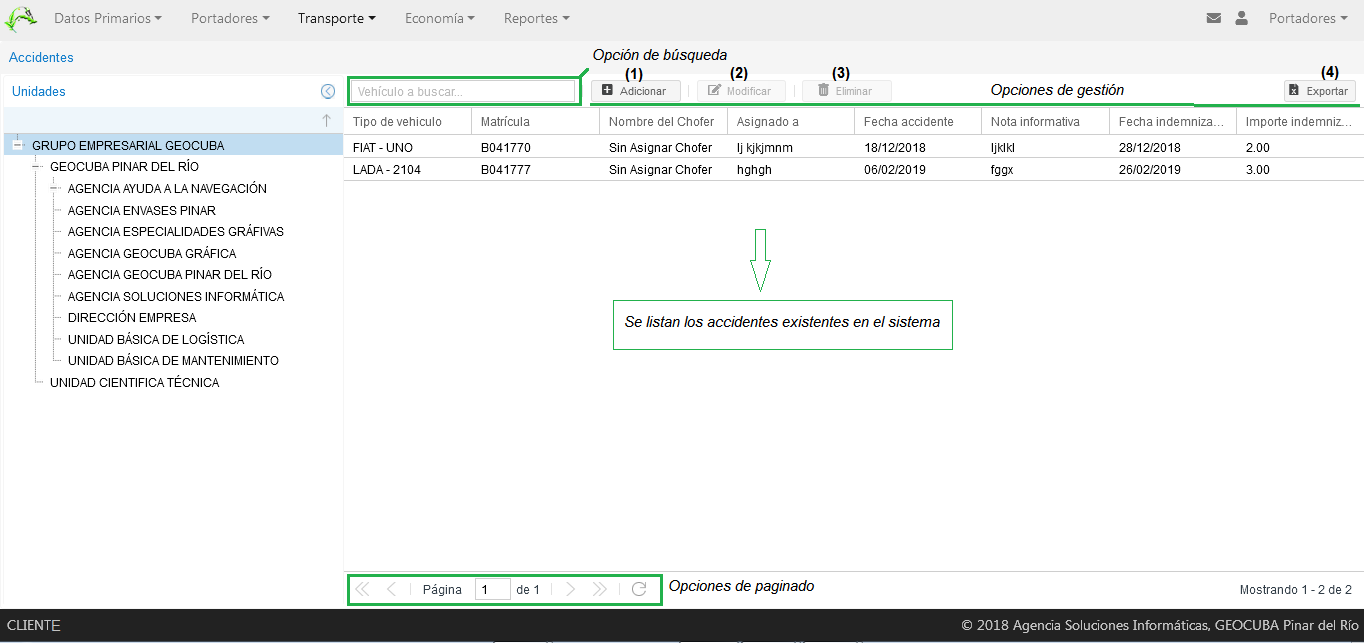 Datos Primarios Portadores Transporte Economía Reportes Portadores
Accidentes
Opción de búsqueda
Unidades
Vehículo a buscar...
(1) (2) (3) (4)
Adicionar Modificar Eliminar Opciones de gestión Exportar
Tipo de vehiculo Matrícula Nombre del Chofer Asignado a Fecha accidente Nota informativa Fecha indemniza... Importe indemniz...
FIAT - UNO B041770 Sin Asignar Chofer lj kjkjmnm 18/12/2018 ljklkl 28/12/2018 2.00
LADA - 2104 B041777 Sin Asignar Chofer hghgh 06/02/2019 fggx 26/02/2019 3.00
GRUPO EMPRESARIAL GEOCUBA
GEOCUBA PINAR DEL RÍO
AGENCIA AYUDA A LA NAVEGACIÓN
AGENCIA ENVASES PINAR
AGENCIA ESPECIALIDADES GRÁFIVAS
AGENCIA GEOCUBA GRÁFICA
AGENCIA GEOCUBA PINAR DEL RÍO
AGENCIA SOLUCIONES INFORMÁTICA
DIRECCIÓN EMPRESA
UNIDAD BÁSICA DE LOGÍSTICA
UNIDAD BÁSICA DE MANTENIMIENTO
UNIDAD CIENTIFICA TÉCNICA
Se listan los accidentes existentes en el sistema
Página 1 de 1 Opciones de paginado Mostrando 1 - 2 de 2
CLIENTE © 2018 Agencia Soluciones Informáticas, GEOCUBA Pinar del Río